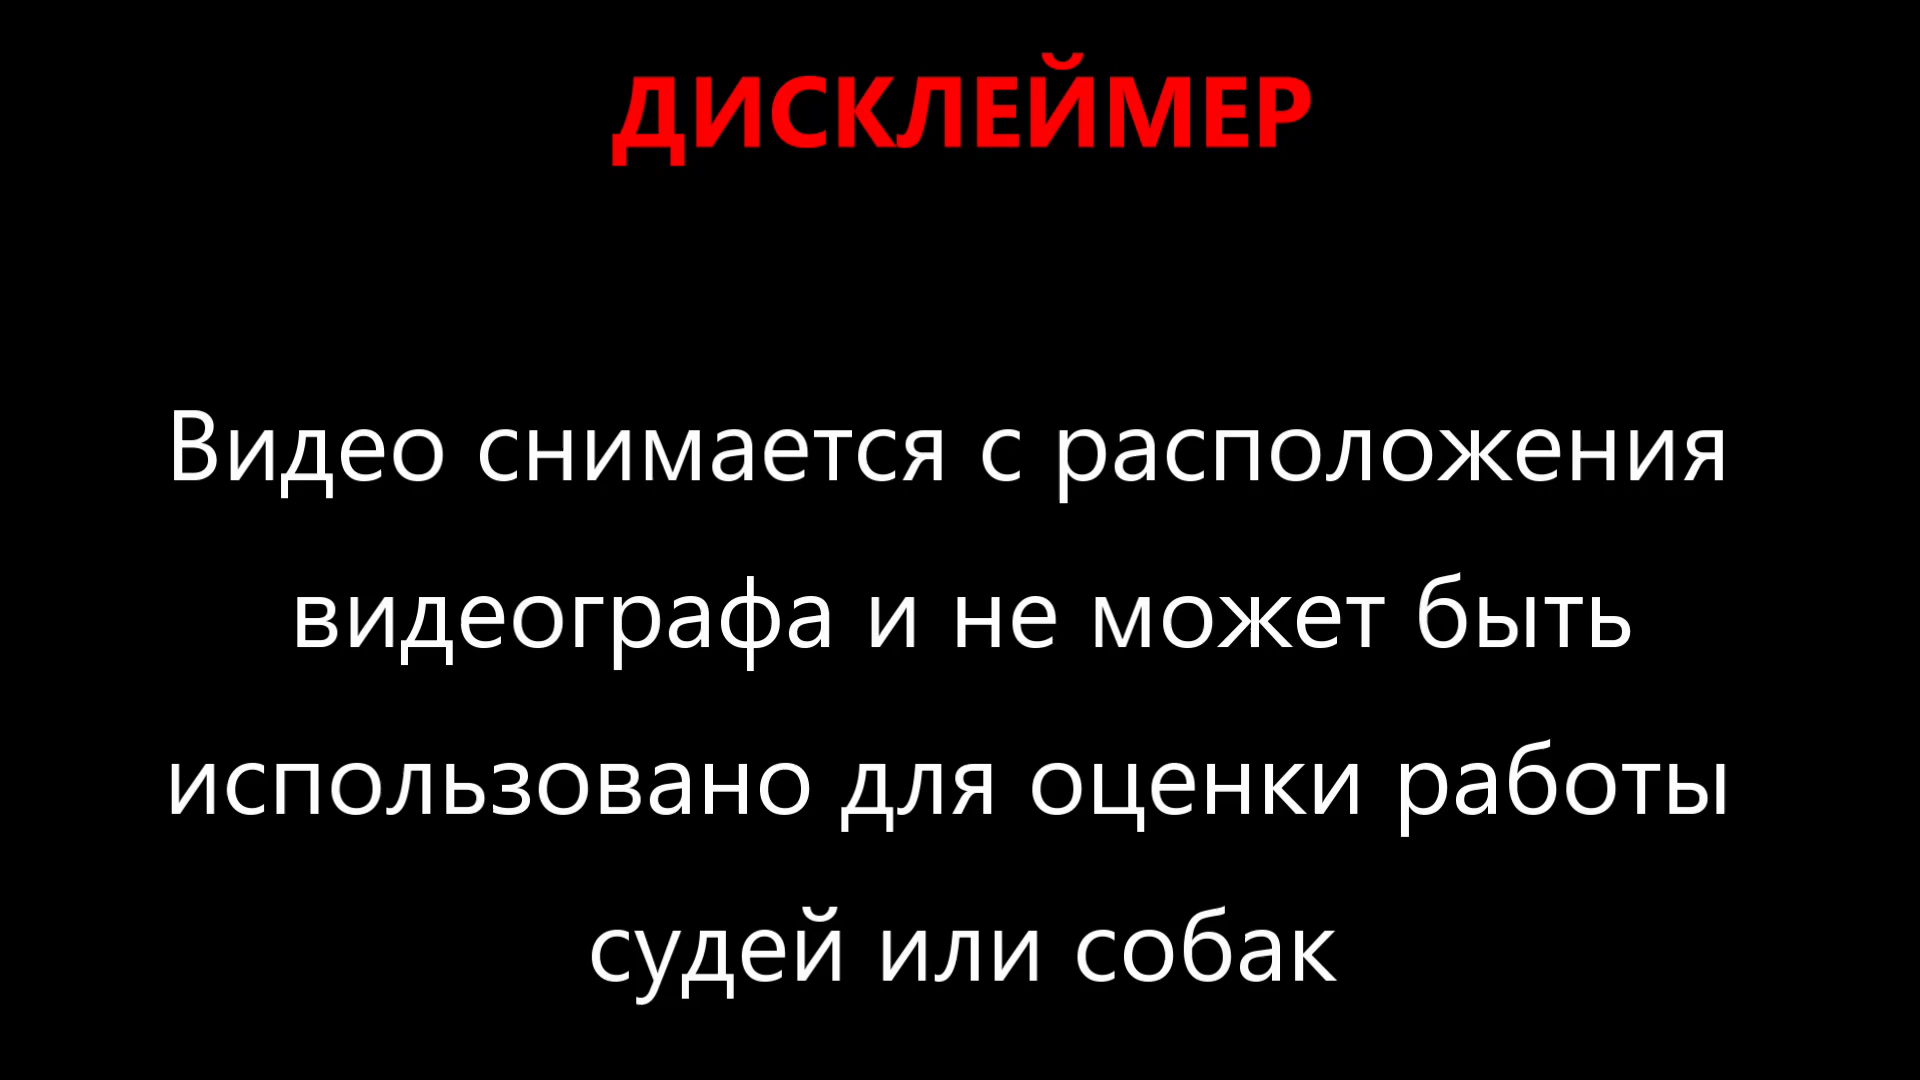 ДИСКЛЕЙМЕР
Видео снимается с расположения
видеографа и не может быть
использовано для оценки работы
судей или собак